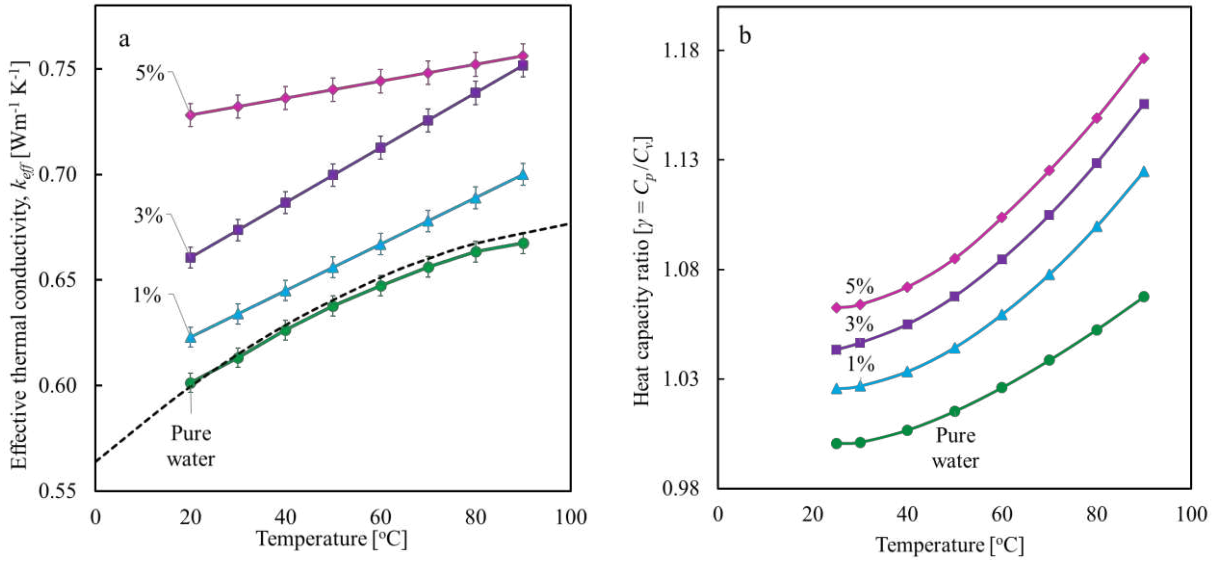 a
Effective thermal conductivity, keff [Wm-1 K-1]
0.75
0.70
0.65
0.60
0.55
5%
3%
1%
Pure
water
0 20 40 60 80 100
Temperature [oC]
b
Heat capacity ratio [γ = Cp/Cv]
1.18
1.13
1.08
1.03
0.98
5%
3%
1%
Pure
water
0 20 40 60 80 100
Temperature [oC]